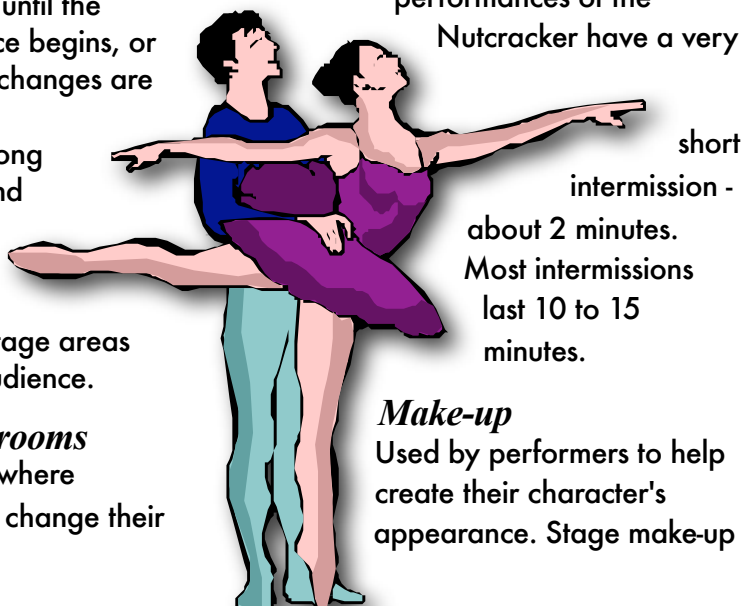 until the
ce begins, or
changes are
ong
nd
tage areas
udience.
rooms
where
change their
performances of the
Nutcracker have a very
short
intermission -
about 2 minutes.
Most intermissions
last 10 to 15
minutes.
Make-up
Used by performers to help
create their character's
appearance. Stage make-up